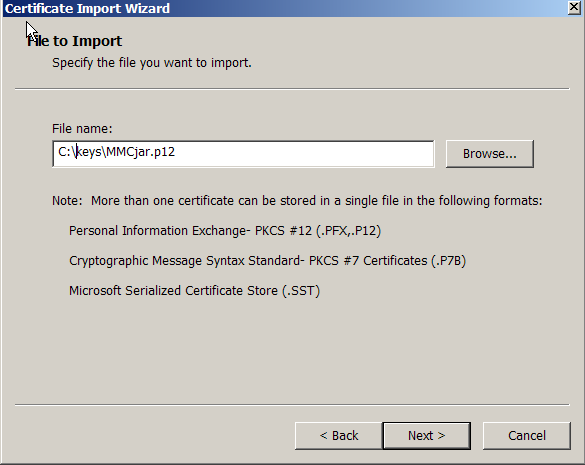 Certificate Import Wizard
File to Import
Specify the file you want to import.
File name:
C:\keys\MMCjar.p12
Browse...
Note:  More than one certificate can be stored in a single file in the following formats:
Personal Information Exchange- PKCS #12 (.PFX,.P12)
Cryptographic Message Syntax Standard- PKCS #7 Certificates (.P7B)
Microsoft Serialized Certificate Store (.SST)
< Back
Next >
Cancel